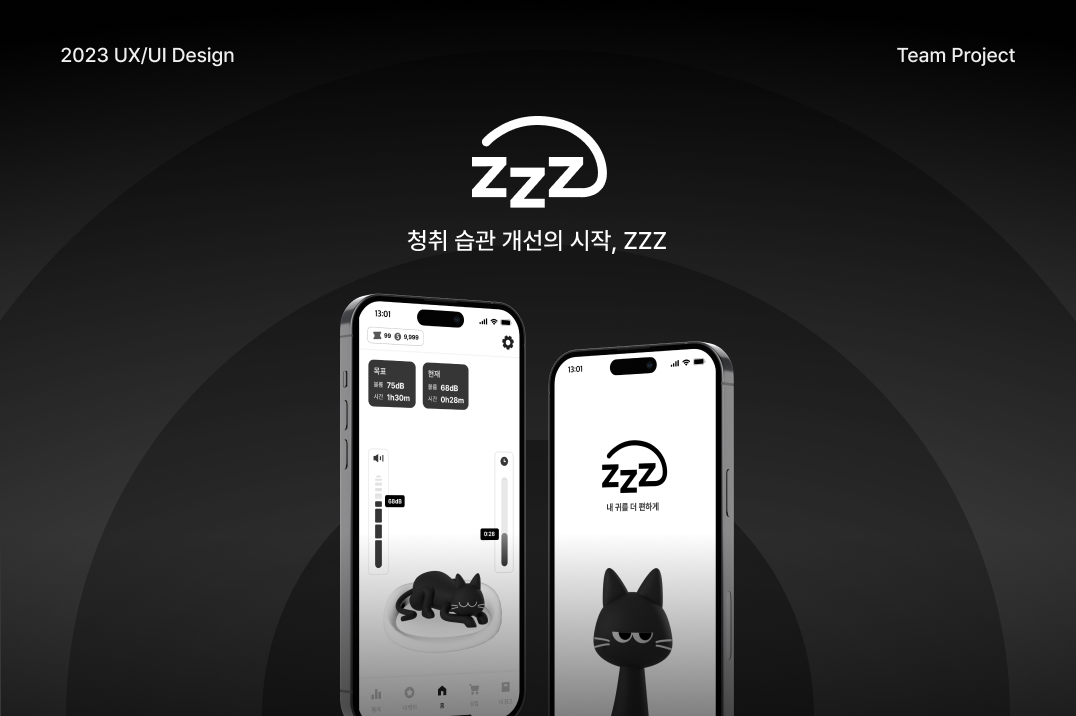 2023 UX/UI Design
Team Project
zzz
청취 습관 개선의 시작, ZZZ
13:01
99 9,999
목표
볼륨 75dB
시간 1h30m
현재
볼륨 68dB
시간 0h28m
68dB
0:28
홈
13:01
zzz
내 귀를 더 편하게